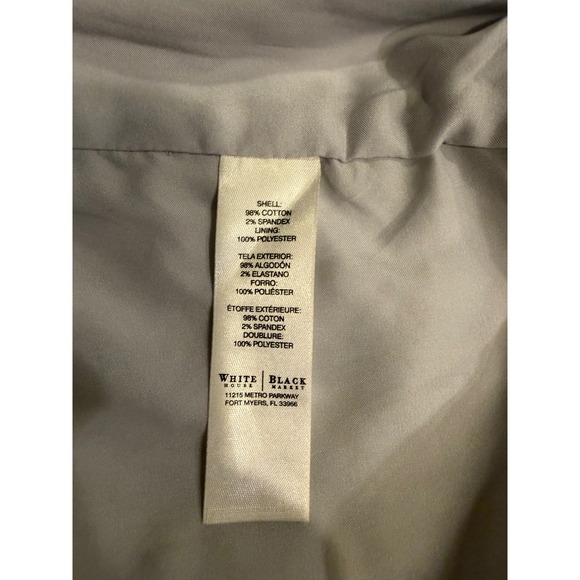 SHELL:
98% COTTON
2% SPANDEX
LINING:
100% POLYESTER
TELA EXTERIOR:
98% ALGODÓN
2% ELASTANO
FORRO:
100% POLIÉSTER
ÉTOFFE EXTÉRIEURE:
98% COTON
2% SPANDEX
DOUBLURE:
100% POLYESTER
WHITE | BLACK
HOUSE | MARKET
11215 METRO PARKWAY
FORT MYERS, FL 33966